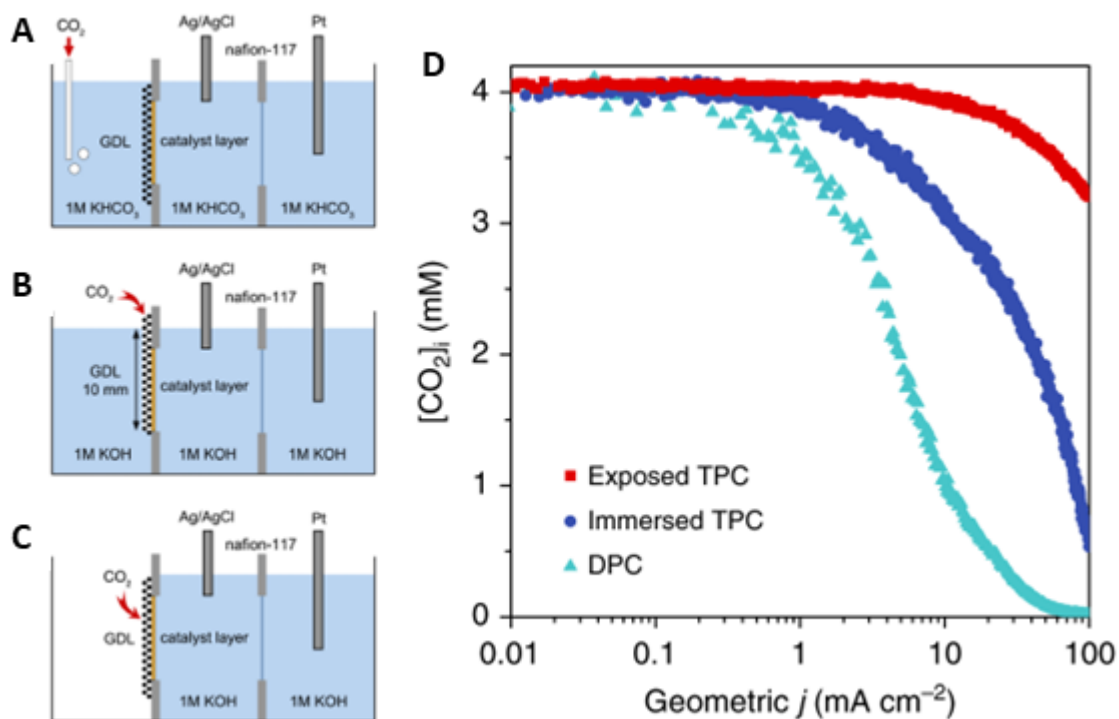 A
CO₂
Ag/AgCl
Pt
nafion-117
GDL
catalyst layer
1M KHCO₃
1M KHCO₃
1M KHCO₃
B
CO₂
Ag/AgCl
Pt
nafion-117
GDL
10 mm
catalyst layer
1M KOH
1M KOH
1M KOH
C
CO₂
Ag/AgCl
Pt
nafion-117
GDL
catalyst layer
1M KOH
1M KOH
D
[CO₂]ᵢ (mM)
4
3
2
1
0
Exposed TPC
Immersed TPC
DPC
0.01
0.1
1
10
100
Geometric j (mA cm⁻²)